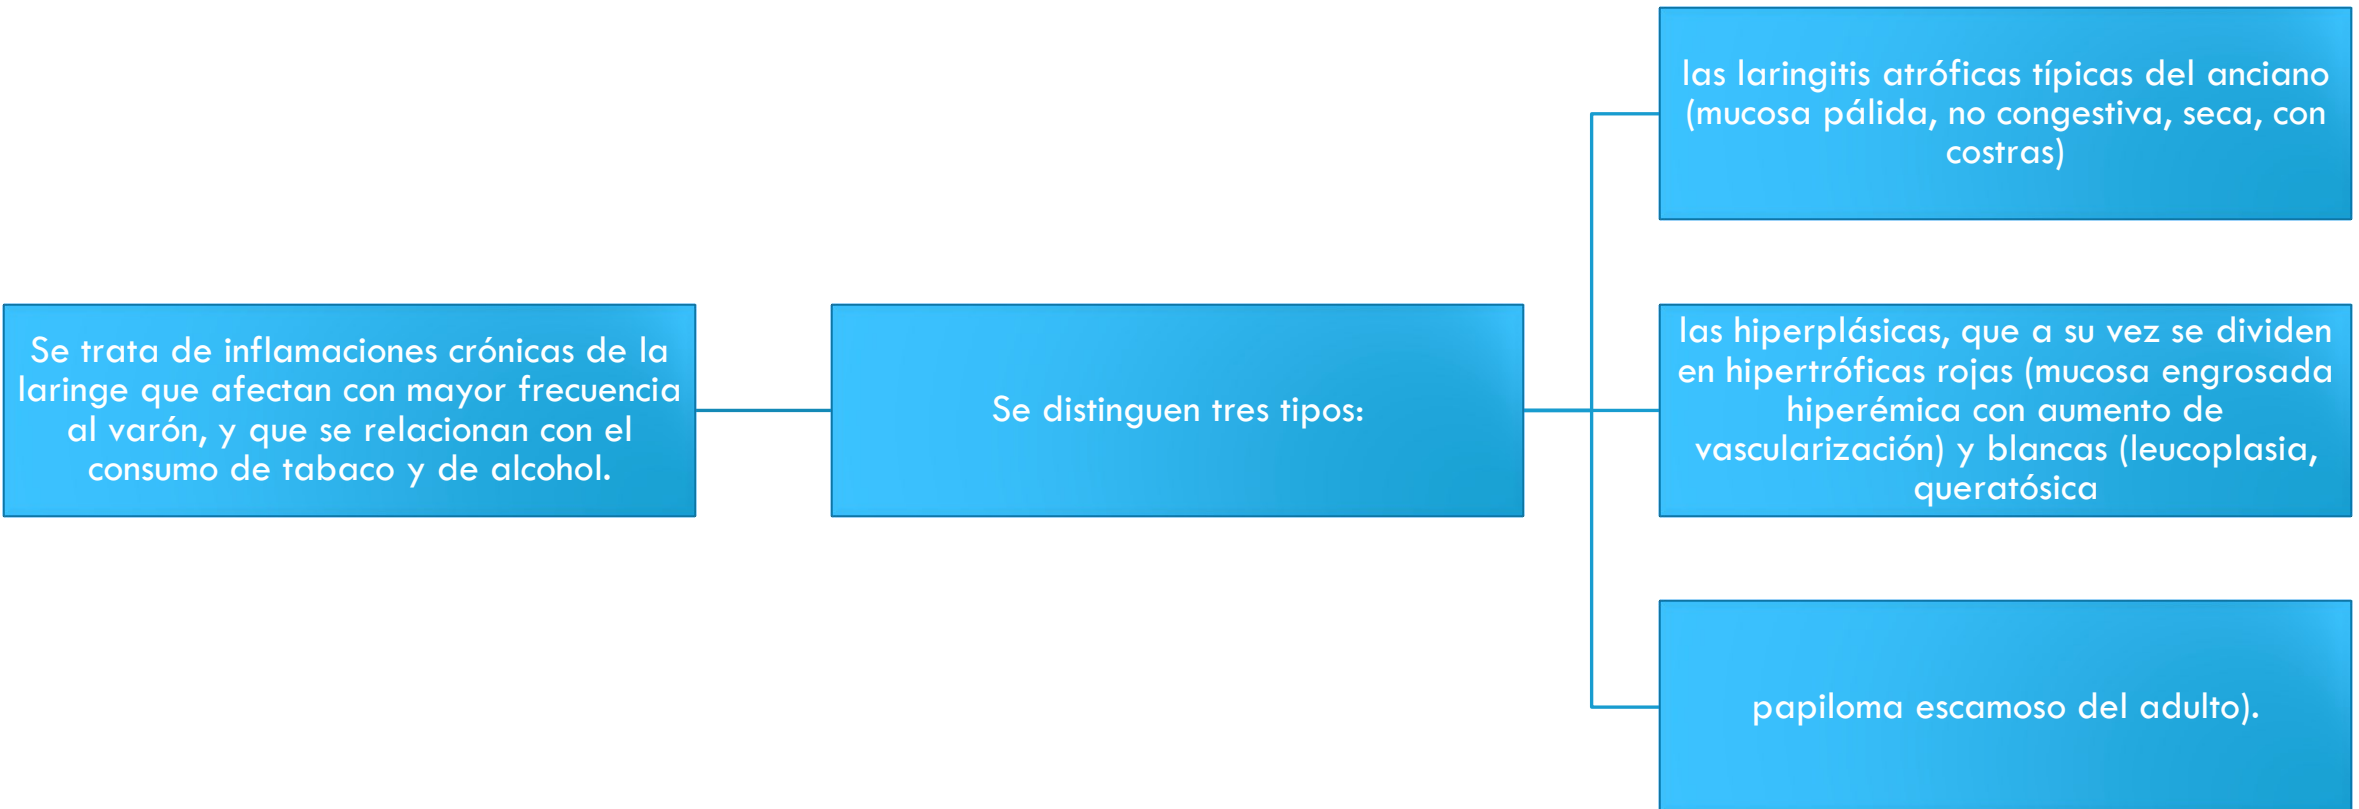 Se trata de inflamaciones crónicas de la
laringe que afectan con mayor frecuencia
al varón, y que se relacionan con el
consumo de tabaco y de alcohol.
Se distinguen tres tipos:
las laringitis atróficas típicas del anciano
(mucosa pálida, no congestiva, seca, con
costras)
las hiperplásicas, que a su vez se dividen
en hipertróficas rojas (mucosa engrosada
hiperémica con aumento de
vascularización) y blancas (leucoplasia,
queratósica
papiloma escamoso del adulto).